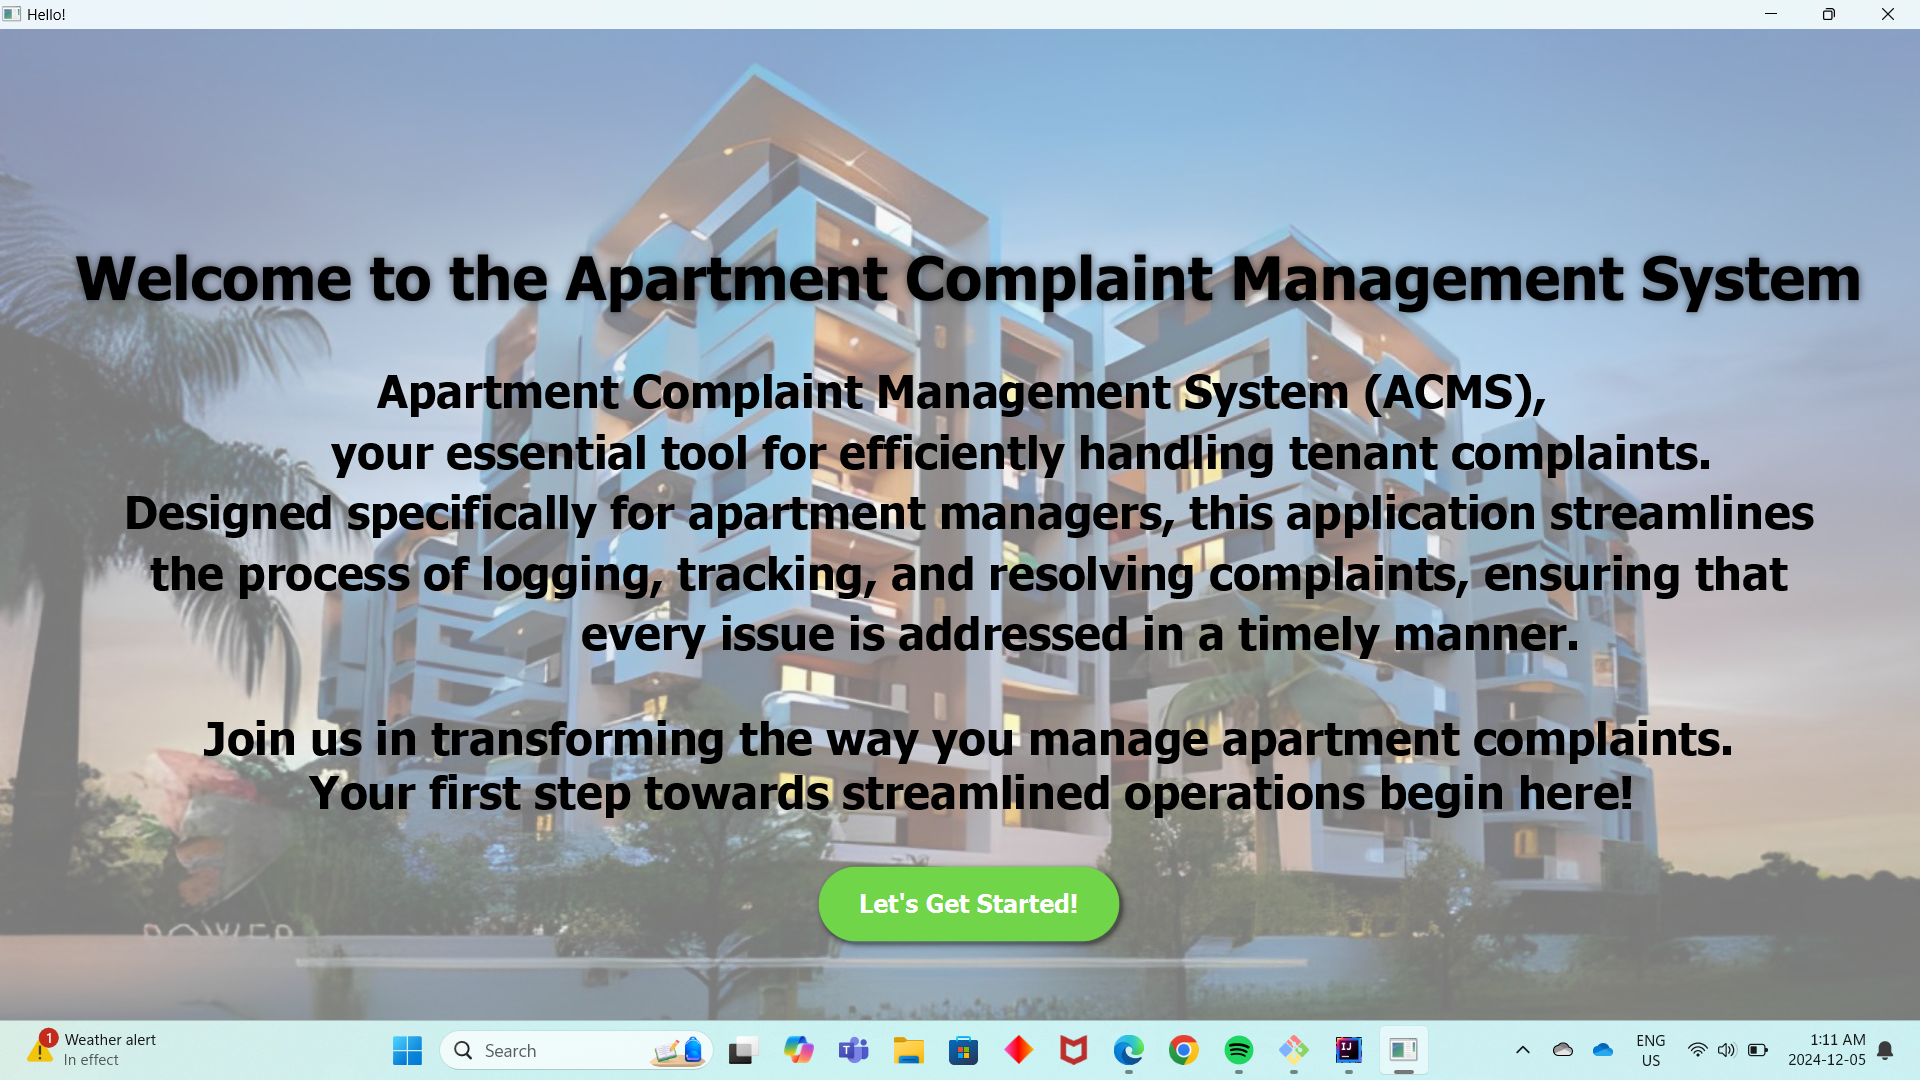 Hello!
Welcome to the Apartment Complaint Management System
Apartment Complaint Management System (ACMS),
your essential tool for efficiently handling tenant complaints.
Designed specifically for apartment managers, this application streamlines
the process of logging, tracking, and resolving complaints, ensuring that
every issue is addressed in a timely manner.
Join us in transforming the way you manage apartment complaints.
Your first step towards streamlined operations begin here!
Let's Get Started!
POWER
1
Weather alert
In effect
Search
ENG
US
1:11 AM
2024-12-05